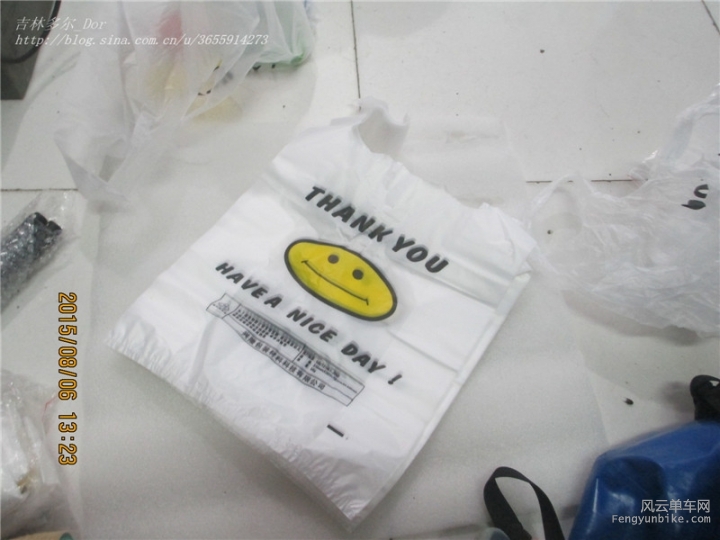 吉林多尔 Dor
http://blog.sina.com.cn/u/3655914273
THANK YOU
HAVE A NICE DAY!
2015/08/06 13:23
风云单车网
Fengyunbike.com